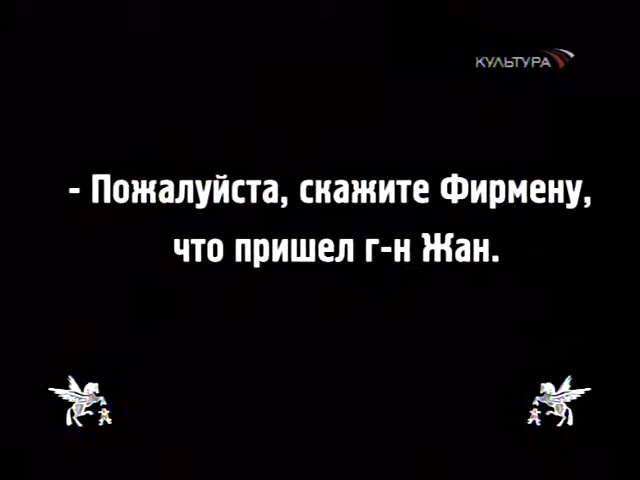 КУЛЬТУРА
- Пожалуйста, скажите Фирмену,
что пришел г-н Жан.